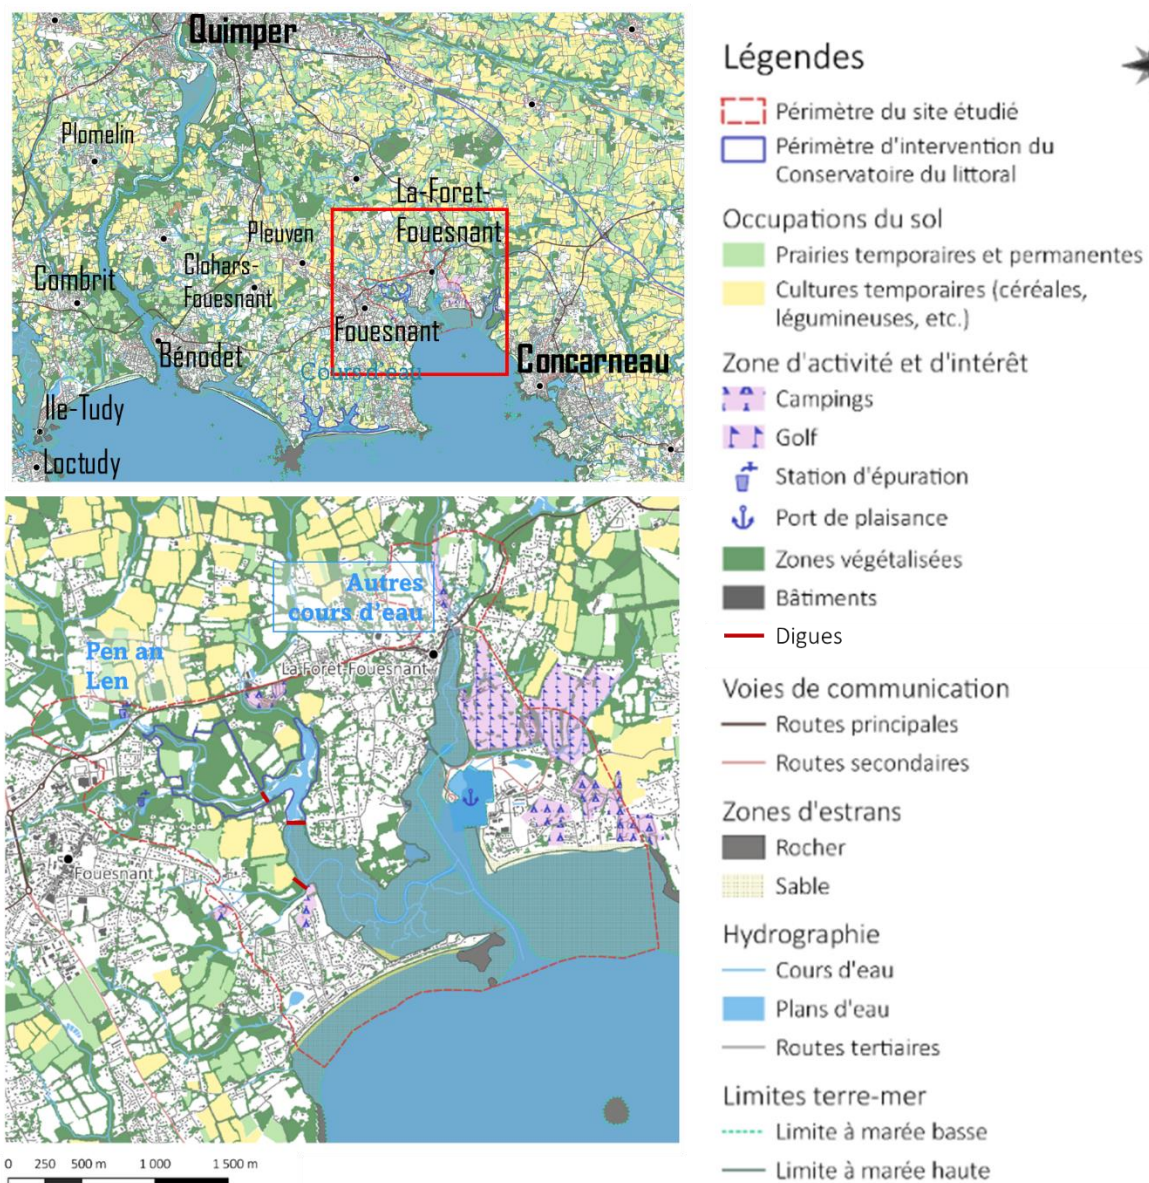 Quimper
Plomelin
La-Foret-
Fouesnant
Pleuven
Clohars-
Fouesnant
Combrit
Fouesnant
Bénodet
Concarneau
Cours d'eau
Ile-Tudy
Loctudy
Autres
cours d'eau
Pen an
Len
La Forêt-Fouesnant
Fouesnant
0 250 500 m 1 000 1 500 m
Légendes
Périmètre du site étudié
Périmètre d'intervention du
Conservatoire du littoral
Occupations du sol
Prairies temporaires et permanentes
Cultures temporaires (céréales,
légumineuses, etc.)
Zone d'activité et d'intérêt
Campings
Golf
Station d'épuration
Port de plaisance
Zones végétalisées
Bâtiments
Digues
Voies de communication
Routes principales
Routes secondaires
Zones d'estrans
Rocher
Sable
Hydrographie
Cours d'eau
Plans d'eau
Routes tertiaires
Limites terre-mer
Limite à marée basse
Limite à marée haute